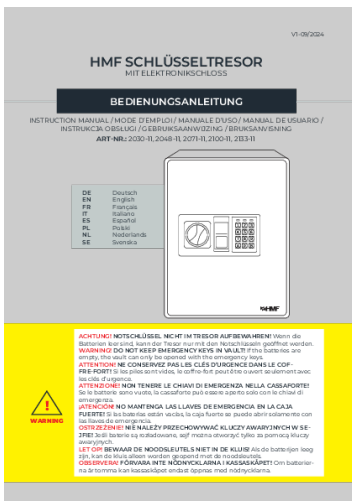 V1-09/2024
HMF SCHLÜSSELTRESOR
MIT ELEKTRONIKSCHLOSS
BEDIENUNGSANLEITUNG
INSTRUCTION MANUAL / MODE D'EMPLOI / MANUALE D'USO / MANUAL DE USUARIO /
INSTRUKCJA OBSŁUGI / GEBRUIKSAANWIJZING / BRUKSANVISNING
ART-NR.: 2030-11, 2048-11, 2071-11, 2100-11, 2133-11
DE Deutsch
EN English
FR Français
IT Italiano
ES Español
PL Polski
NL Nederlands
SE Svenska
HMF
ACHTUNG! NOTSCHLÜSSEL NICHT IM TRESOR AUFBEWAHREN! Wenn die
Batterien leer sind, kann der Tresor nur mit den Notschlüsseln geöffnet werden.
WARNING! DO NOT KEEP EMERGENCY KEYS IN VAULT! If the batteries are
empty, the vault can only be opened with the emergency keys.
ATTENTION! NE CONSERVEZ PAS LES CLÉS D'URGENCE DANS LE COF-
FRE-FORT! Si les piles sont vides, le coffre-fort peut être ouvert seulement avec
les clés d'urgence.
ATTENZIONE! NON TENERE LE CHIAVI DI EMERGENZA NELLA CASSAFORTE!
Se le batterie sono vuote, la cassaforte può essere aperta solo con le chiavi di
emergenza.
¡ATENCIÓN! NO MANTENGA LAS LLAVES DE EMERGENCIA EN LA CAJA
FUERTE! Si las baterías están vacías, la caja fuerte se puede abrir solamente con
las llaves de emergencia.
OSTRZEŻENIE! NIE NALEŻY PRZECHOWYWAĆ KLUCZY AWARYJNYCH W SE-
JFIE! Jeśli baterie są rozładowane, sejf można otworzyć tylko za pomocą kluczy
awaryjnych.
LET OP! BEWAAR DE NOODSLEUTELS NIET IN DE KLUIS! Als de batterijen leeg
zijn, kan de kluis alleen worden geopend met de noodsleutels.
OBSERVERA! FÖRVARA INTE NÖDNYCKLARNA I KASSASKÅPET! Om batterier-
na är tomma kan kassaskåpet endast öppnas med nödnycklarna.
WARNING